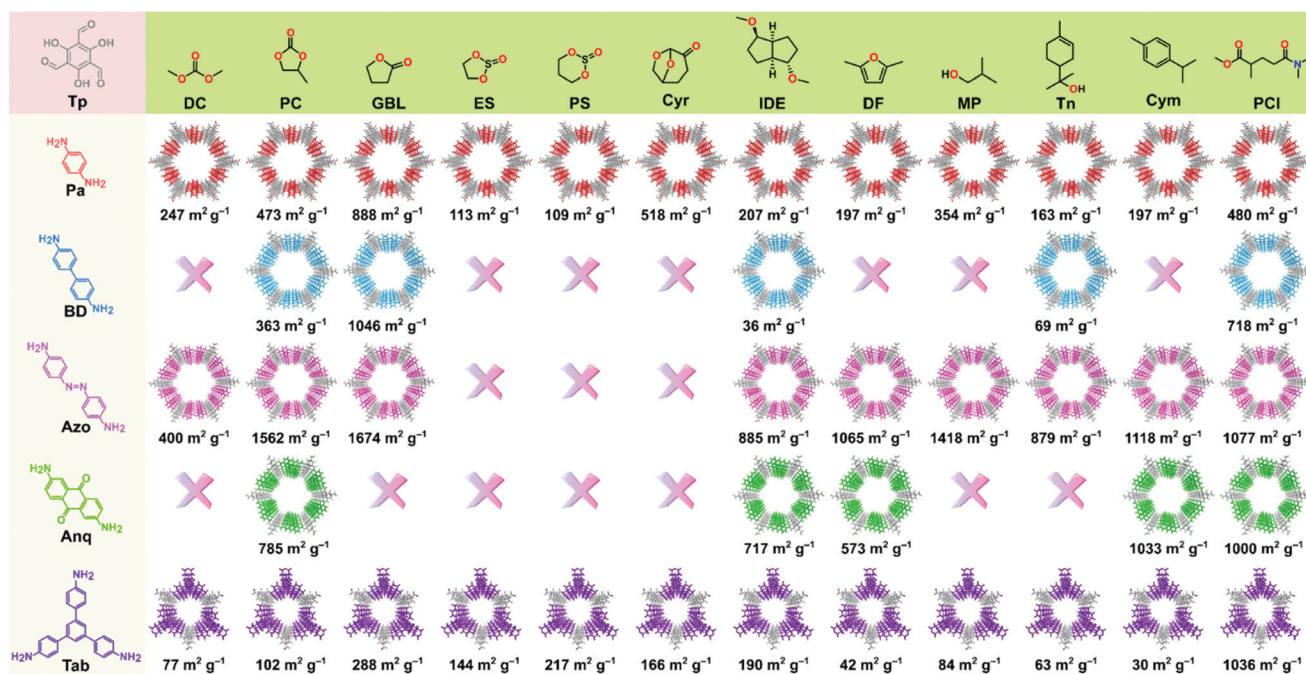 OH
HO
OH
Tp
DC
PC
GBL
ES
PS
Cyr
IDE
DF
MP
Tn
Cym
PCl
NH2
NH2
Pa
247 m² g⁻¹ 473 m² g⁻¹ 888 m² g⁻¹ 113 m² g⁻¹ 109 m² g⁻¹ 518 m² g⁻¹ 207 m² g⁻¹ 197 m² g⁻¹ 354 m² g⁻¹ 163 m² g⁻¹ 197 m² g⁻¹ 480 m² g⁻¹
H2N
NH2
BD
363 m² g⁻¹ 1046 m² g⁻¹ 36 m² g⁻¹ 69 m² g⁻¹ 718 m² g⁻¹
NH2
N=N
NH2
Azo
400 m² g⁻¹ 1562 m² g⁻¹ 1674 m² g⁻¹ 885 m² g⁻¹ 1065 m² g⁻¹ 1418 m² g⁻¹ 879 m² g⁻¹ 1118 m² g⁻¹ 1077 m² g⁻¹
NH2
O
O
NH2
Anq
785 m² g⁻¹ 717 m² g⁻¹ 573 m² g⁻¹ 1033 m² g⁻¹ 1000 m² g⁻¹
NH2
H2N
NH2
Tab
77 m² g⁻¹ 102 m² g⁻¹ 288 m² g⁻¹ 144 m² g⁻¹ 217 m² g⁻¹ 166 m² g⁻¹ 190 m² g⁻¹ 42 m² g⁻¹ 84 m² g⁻¹ 63 m² g⁻¹ 30 m² g⁻¹ 1036 m² g⁻¹